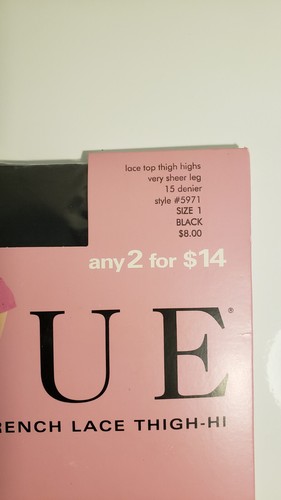 lace top thigh highs
very sheer leg
15 denier
style #5971
SIZE 1
BLACK
$8.00
any 2 for $14
UE®
RENCH LACE THIGH-HI